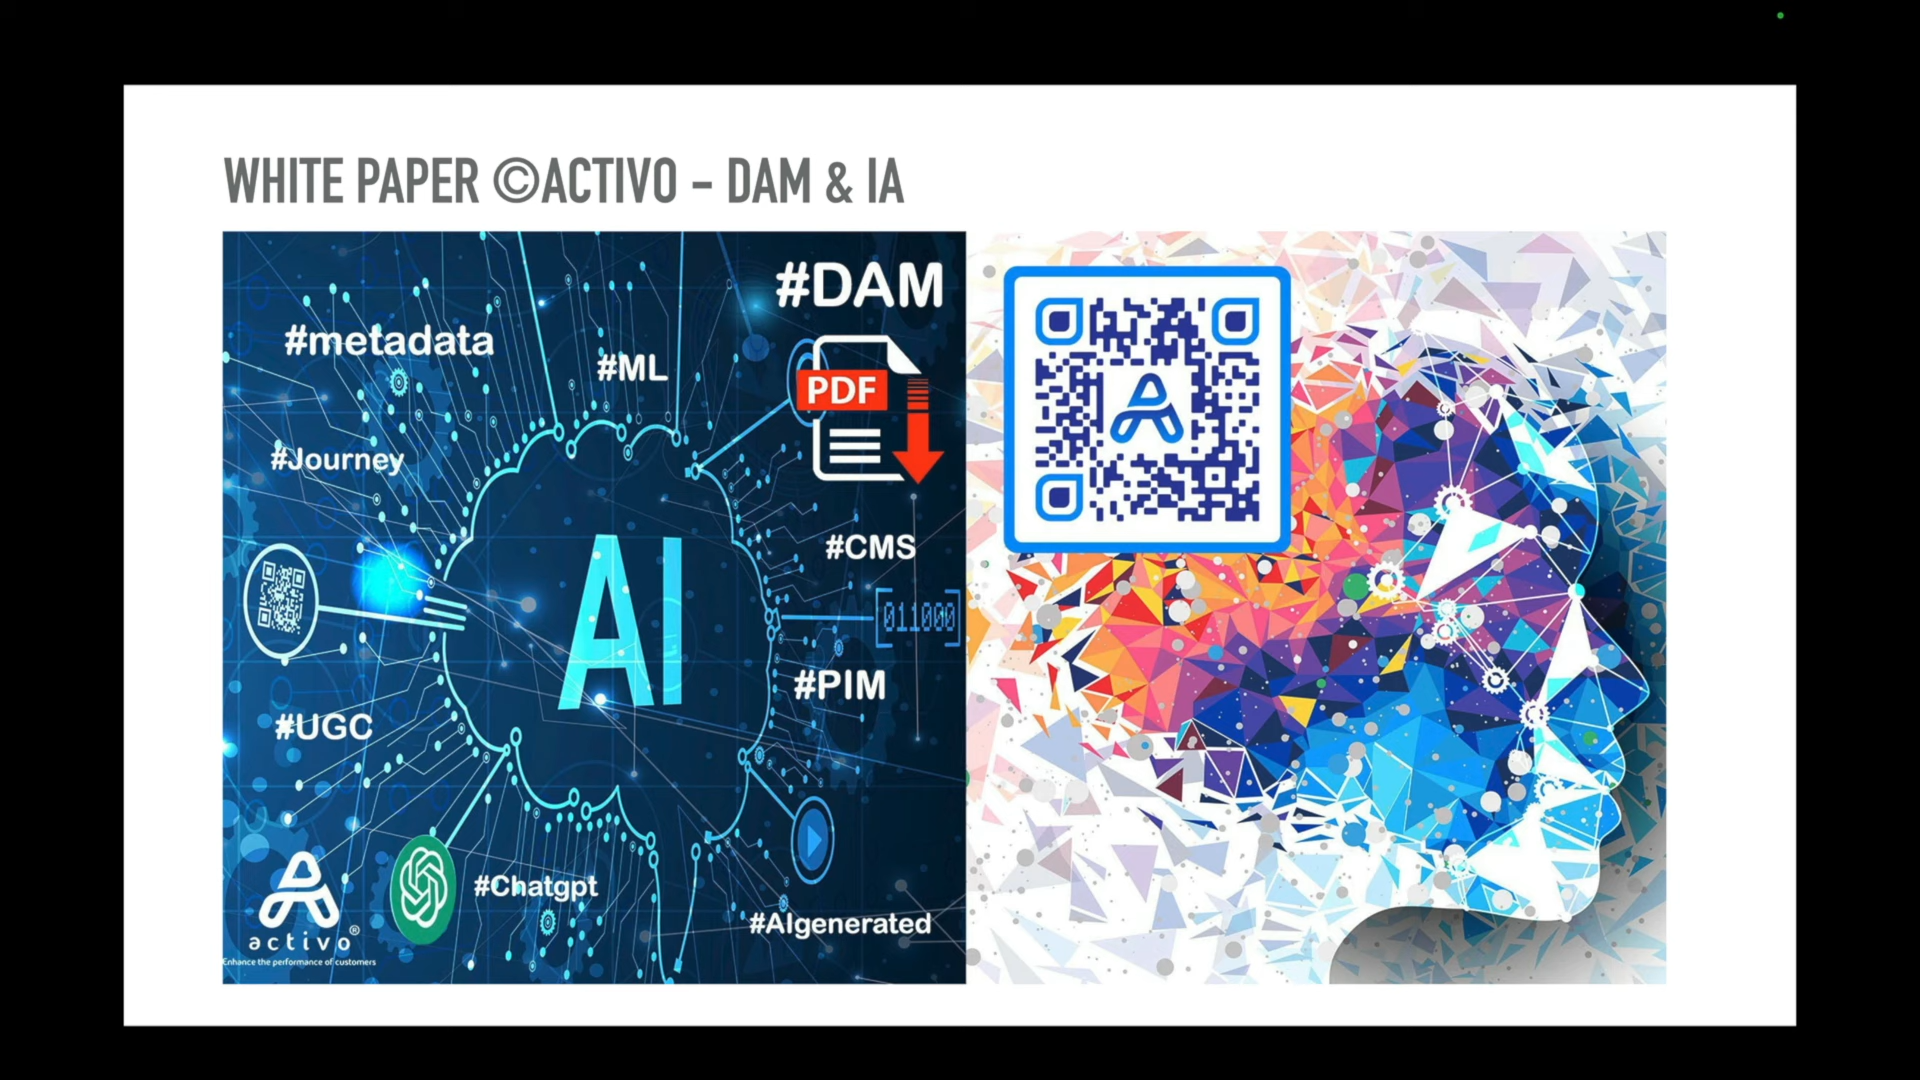 WHITE PAPER ©ACTIVO - DAM & IA
#DAM
#metadata
#ML
PDF
#Journey
#CMS
AI
011000
#PIM
#UGC
#Chatgpt
#AIgenerated
activo®
Enhance the performance of customers